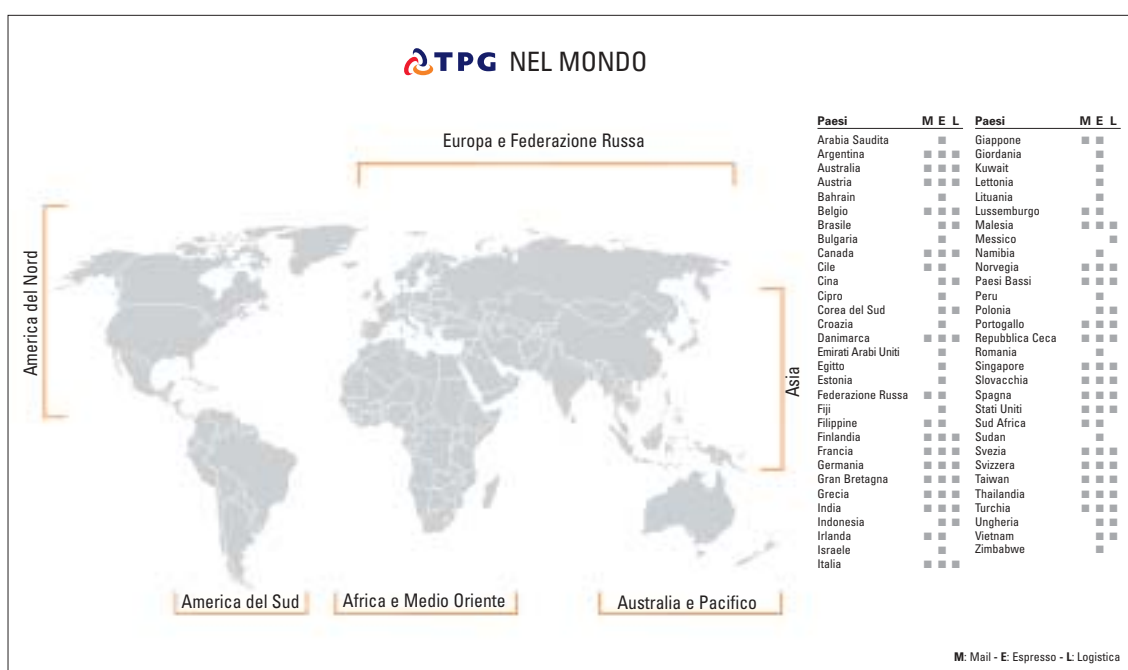 TPG NEL MONDO
Europa e Federazione Russa
America del Nord
Asia
America del Sud
Africa e Medio Oriente
Australia e Pacifico
Paesi M E L
Arabia Saudita ■
Argentina ■ ■ ■
Australia ■ ■ ■
Austria ■ ■ ■
Bahrain ■
Belgio ■ ■ ■
Brasile ■ ■
Bulgaria ■
Canada ■ ■ ■
Cile ■ ■
Cina ■ ■
Cipro ■
Corea del Sud ■ ■
Croazia ■
Danimarca ■ ■ ■
Emirati Arabi Uniti ■
Egitto ■
Estonia ■
Federazione Russa ■ ■
Fiji ■
Filippine ■ ■
Finlandia ■ ■ ■
Francia ■ ■ ■
Germania ■ ■ ■
Gran Bretagna ■ ■ ■
Grecia ■ ■ ■
India ■ ■ ■
Indonesia ■ ■
Irlanda ■ ■
Israele ■
Italia ■ ■ ■
Paesi M E L
Giappone ■ ■
Giordania ■
Kuwait ■
Lettonia ■
Lituania ■
Lussemburgo ■ ■
Malesia ■ ■ ■
Messico ■
Namibia ■
Norvegia ■ ■ ■
Paesi Bassi ■ ■ ■
Peru ■
Polonia ■ ■
Portogallo ■ ■ ■
Repubblica Ceca ■ ■ ■
Romania ■
Singapore ■ ■ ■
Slovacchia ■ ■ ■
Spagna ■ ■ ■
Stati Uniti ■ ■ ■
Sud Africa ■ ■
Sudan ■
Svezia ■ ■ ■
Svizzera ■ ■ ■
Taiwan ■ ■ ■
Thailandia ■ ■ ■
Turchia ■ ■ ■
Ungheria ■ ■
Vietnam ■ ■
Zimbabwe ■
M: Mail - E: Espresso - L: Logistica